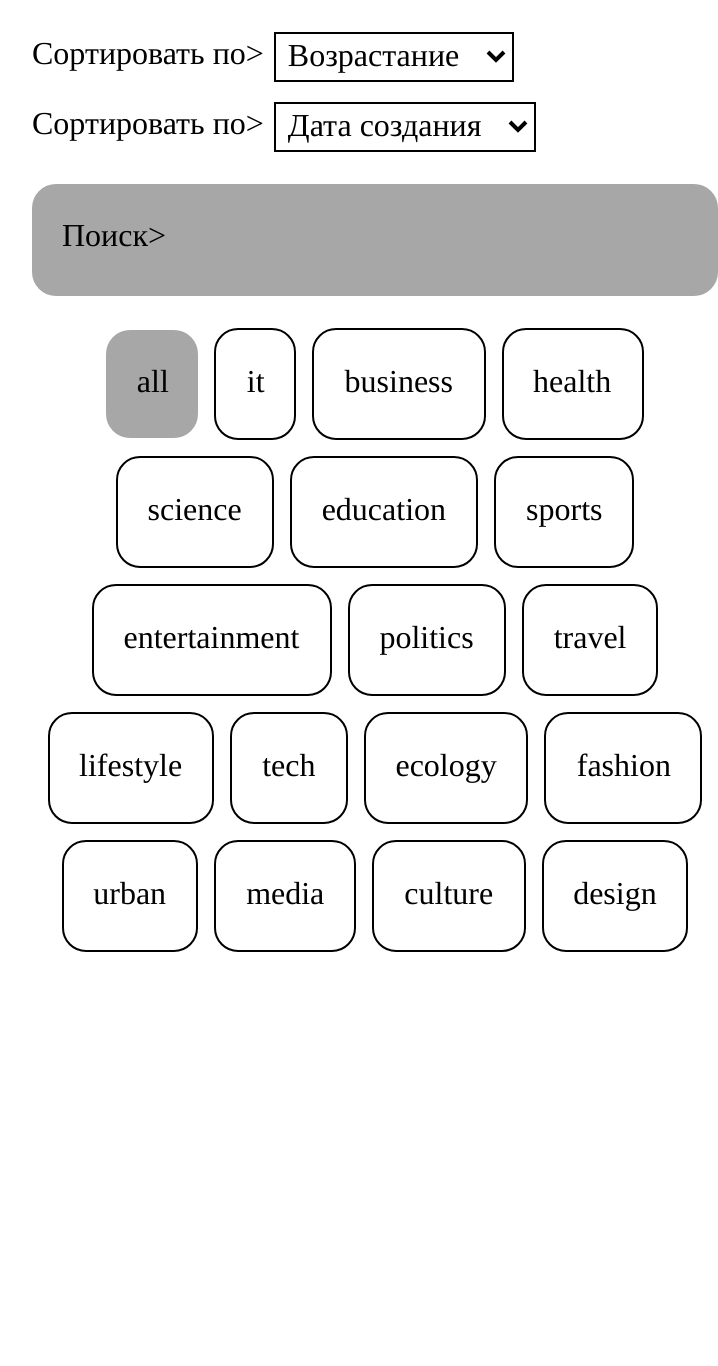 Сортировать по> Возрастание
Сортировать по> Дата создания
Поиск>
all it business health
science education sports
entertainment politics travel
lifestyle tech ecology fashion
urban media culture design